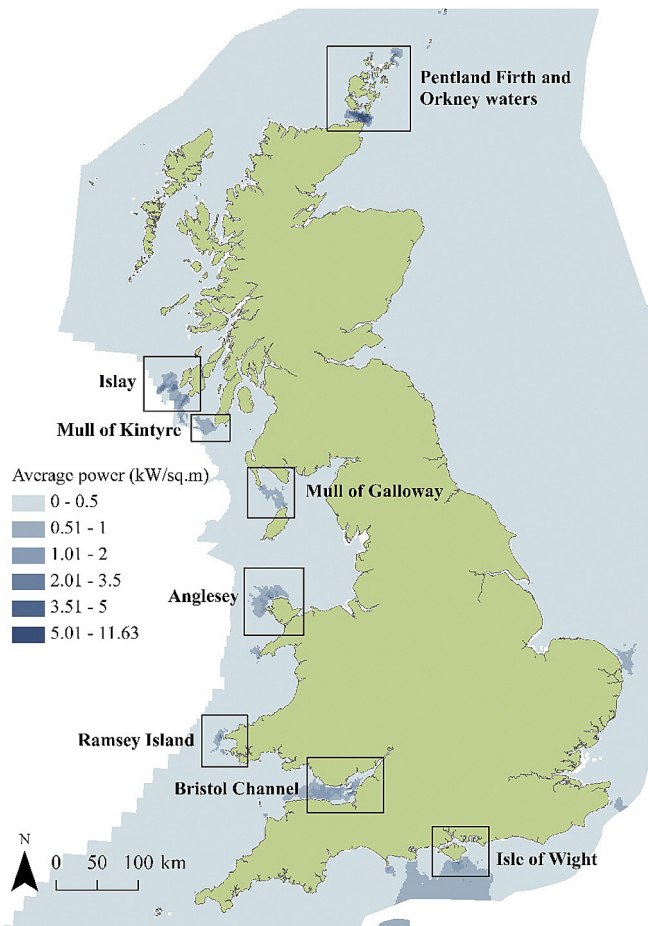 Pentland Firth and
Orkney waters
Islay
Mull of Kintyre
Average power (kW/sq.m)
0 - 0.5
0.51 - 1
1.01 - 2
2.01 - 3.5
3.51 - 5
5.01 - 11.63
Mull of Galloway
Anglesey
Ramsey Island
Bristol Channel
Isle of Wight
N
0 50 100 km